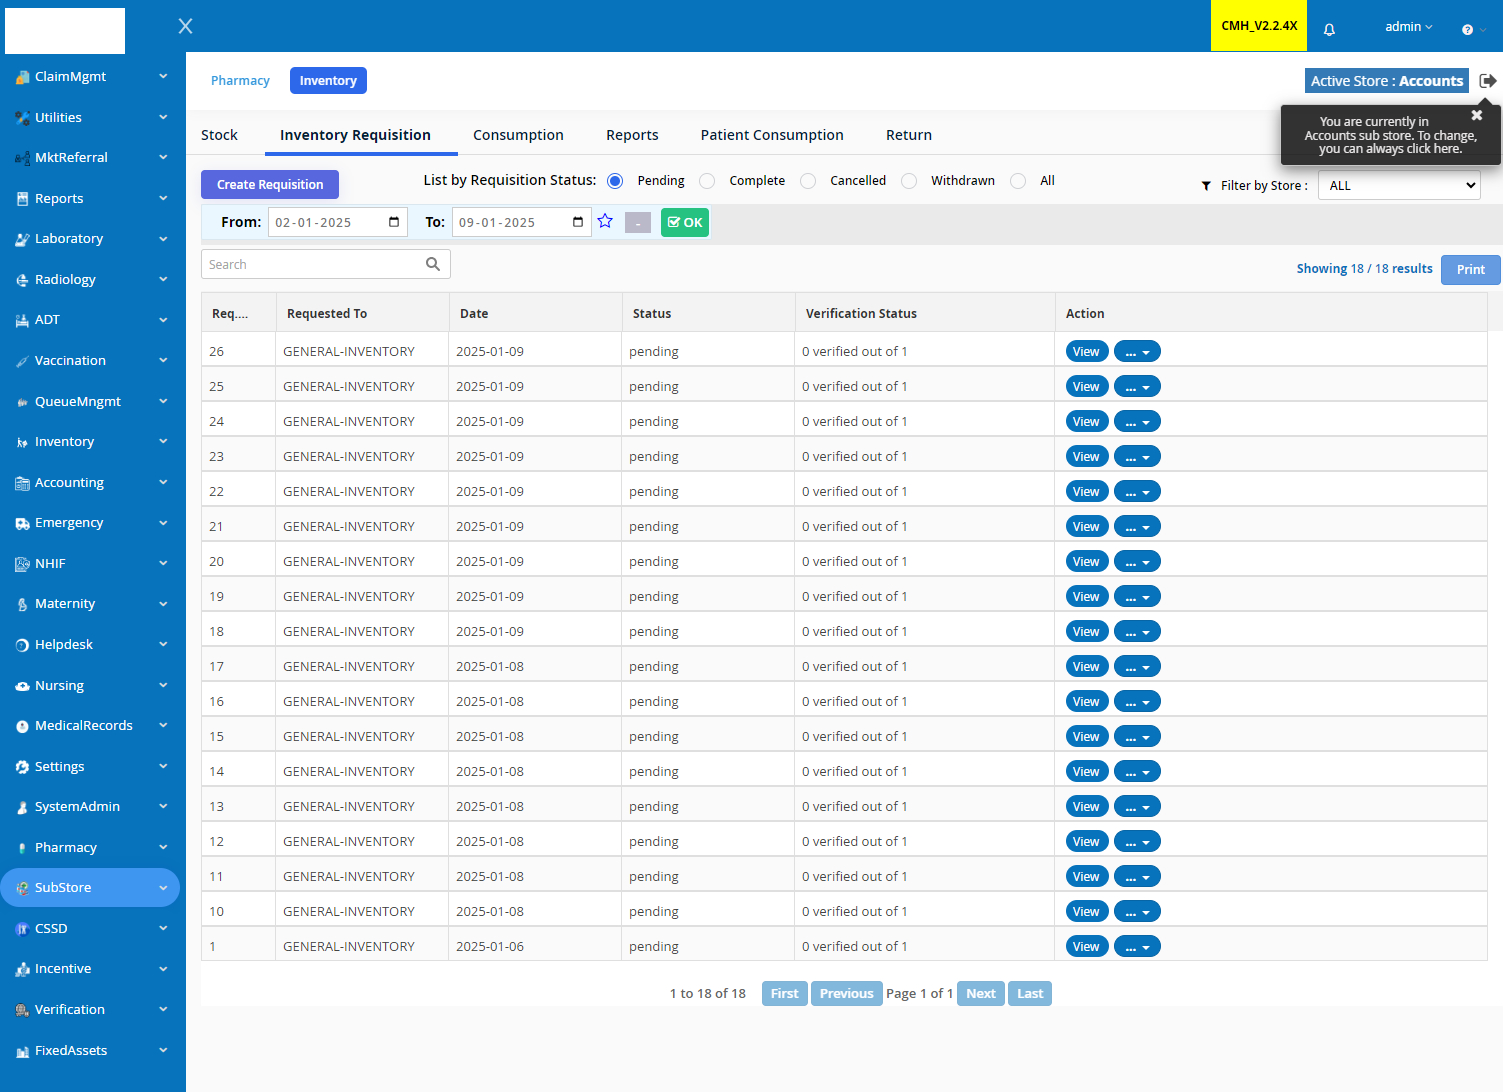 CMH_V2.2.4X
admin
ClaimMgmt
Utilities
MktReferral
Reports
Laboratory
Radiology
ADT
Vaccination
QueueMngmt
Inventory
Accounting
Emergency
NHIF
Maternity
Helpdesk
Nursing
MedicalRecords
Settings
SystemAdmin
Pharmacy
SubStore
CSSD
Incentive
Verification
FixedAssets
Pharmacy Inventory
Active Store : Accounts
You are currently in
Accounts sub store. To change,
you can always click here.
Stock Inventory Requisition Consumption Reports Patient Consumption Return
Create Requisition List by Requisition Status: Pending Complete Cancelled Withdrawn All Filter by Store : ALL
From: 02-01-2025 To: 09-01-2025 - OK
Search Showing 18 / 18 results Print
Req.... Requested To Date Status Verification Status Action
26 GENERAL-INVENTORY 2025-01-09 pending 0 verified out of 1 View ...
25 GENERAL-INVENTORY 2025-01-09 pending 0 verified out of 1 View ...
24 GENERAL-INVENTORY 2025-01-09 pending 0 verified out of 1 View ...
23 GENERAL-INVENTORY 2025-01-09 pending 0 verified out of 1 View ...
22 GENERAL-INVENTORY 2025-01-09 pending 0 verified out of 1 View ...
21 GENERAL-INVENTORY 2025-01-09 pending 0 verified out of 1 View ...
20 GENERAL-INVENTORY 2025-01-09 pending 0 verified out of 1 View ...
19 GENERAL-INVENTORY 2025-01-09 pending 0 verified out of 1 View ...
18 GENERAL-INVENTORY 2025-01-09 pending 0 verified out of 1 View ...
17 GENERAL-INVENTORY 2025-01-08 pending 0 verified out of 1 View ...
16 GENERAL-INVENTORY 2025-01-08 pending 0 verified out of 1 View ...
15 GENERAL-INVENTORY 2025-01-08 pending 0 verified out of 1 View ...
14 GENERAL-INVENTORY 2025-01-08 pending 0 verified out of 1 View ...
13 GENERAL-INVENTORY 2025-01-08 pending 0 verified out of 1 View ...
12 GENERAL-INVENTORY 2025-01-08 pending 0 verified out of 1 View ...
11 GENERAL-INVENTORY 2025-01-08 pending 0 verified out of 1 View ...
10 GENERAL-INVENTORY 2025-01-08 pending 0 verified out of 1 View ...
1 GENERAL-INVENTORY 2025-01-06 pending 0 verified out of 1 View ...
1 to 18 of 18 First Previous Page 1 of 1 Next Last